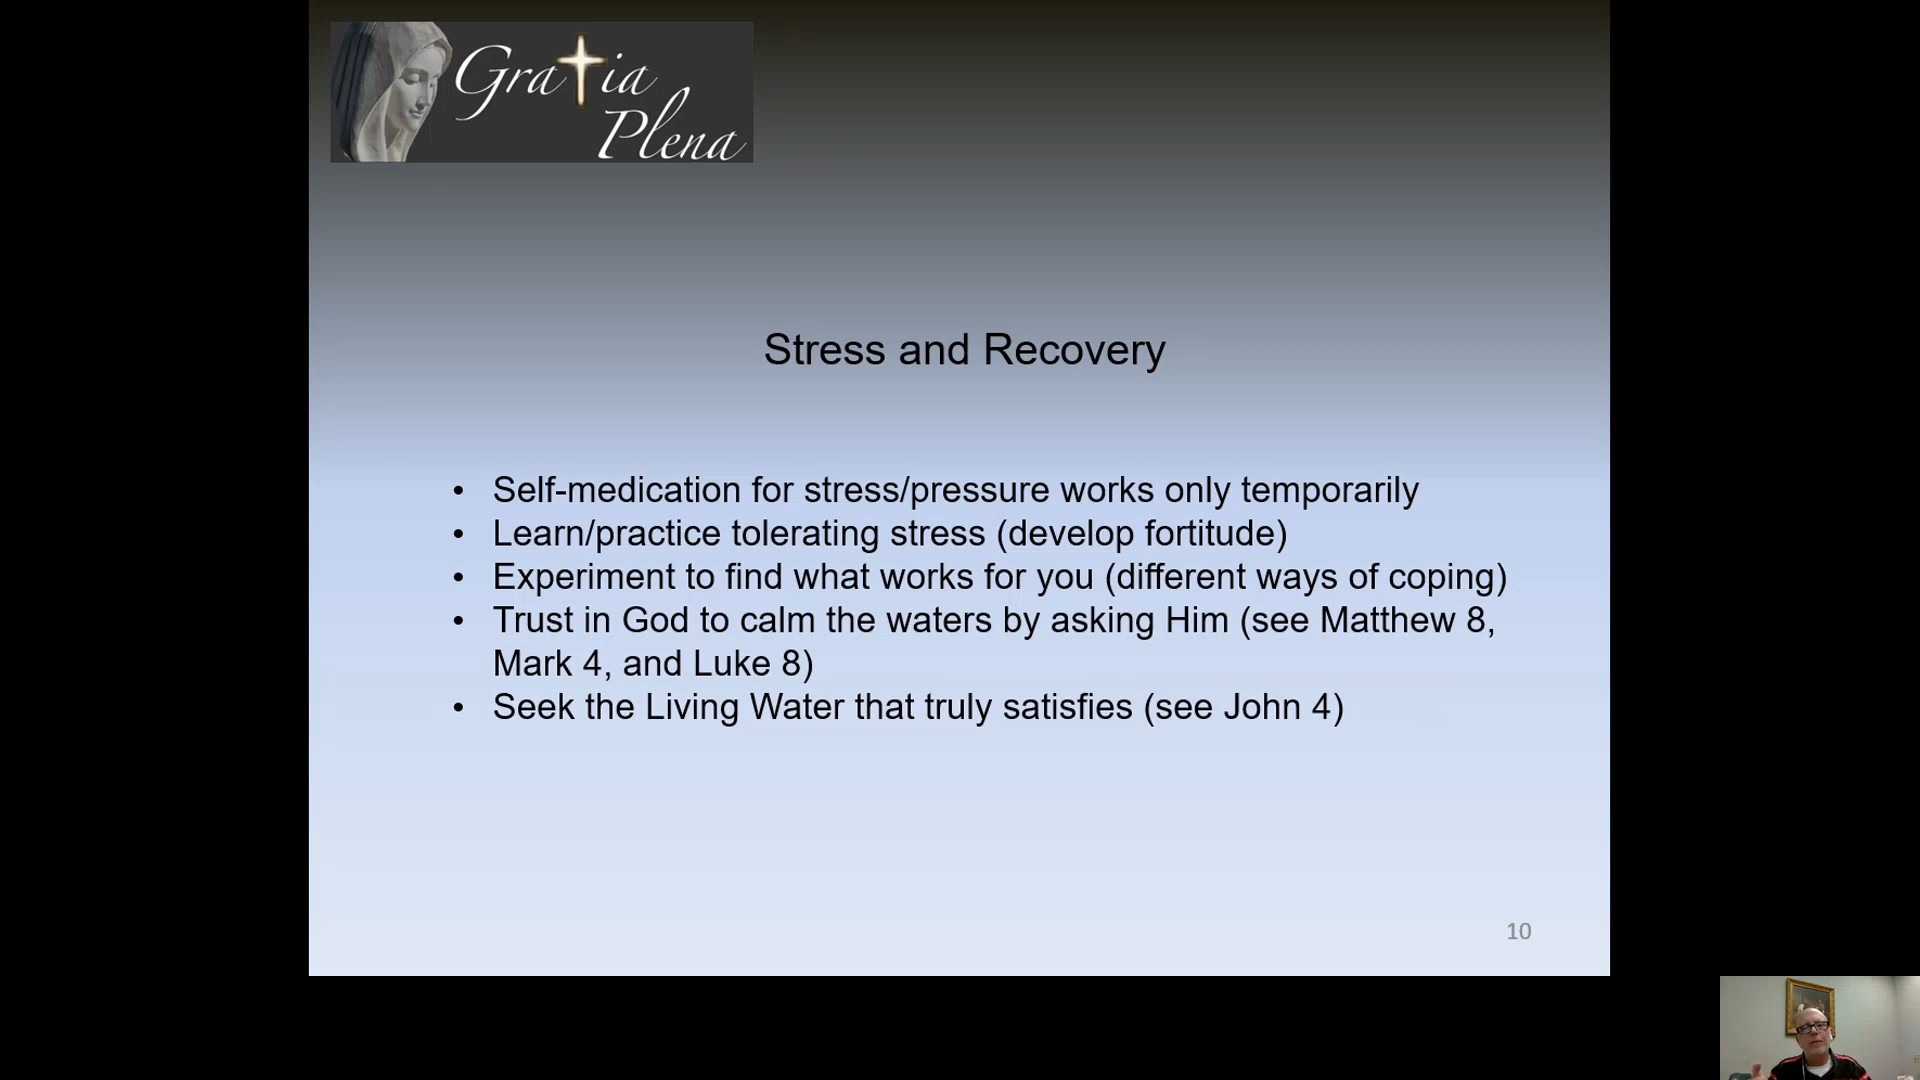 Gratia
Plena
Stress and Recovery
• Self-medication for stress/pressure works only temporarily
• Learn/practice tolerating stress (develop fortitude)
• Experiment to find what works for you (different ways of coping)
• Trust in God to calm the waters by asking Him (see Matthew 8,
Mark 4, and Luke 8)
• Seek the Living Water that truly satisfies (see John 4)
10